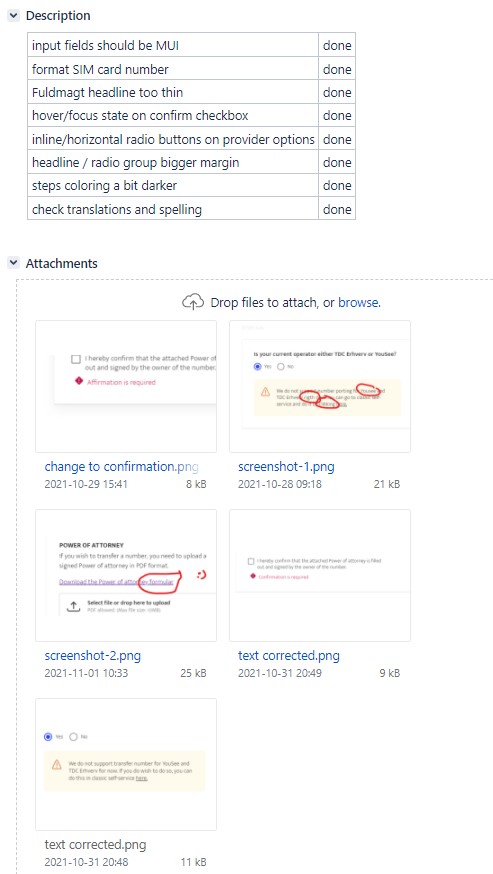 Description
input fields should be MUI done
format SIM card number done
Fuldmagt headline too thin done
hover/focus state on confirm checkbox done
inline/horizontal radio buttons on provider options done
headline / radio group bigger margin done
steps coloring a bit darker done
check translations and spelling done
Attachments
Drop files to attach, or browse.
I hereby confirm that the attached Power of
out and signed by the owner of the number.
Affirmation is required
change to confirmation.png
2021-10-29 15:41 8 kB
Is your current operator either TDC Erhverv or YouSee?
Yes No
We do not support number porting for YouSee and
TDC Erhverv can go to classic self
service and do
screenshot-1.png
2021-10-28 09:18 21 kB
POWER OF ATTORNEY
If you wish to transfer a number, you need to upload a
signed Power of attorney in PDF format.
Download the Power of attorney formular :)
Select file or drop here to upload
PDF allowed. (Max file size 10MB)
screenshot-2.png
2021-11-01 10:33 25 kB
I hereby confirm that the attached Power of attorney is filled
out and signed by the owner of the number.
Confirmation is required
text corrected.png
2021-10-31 20:49 9 kB
Yes No
We do not support transfer number for YouSee and
TDC Erhverv for now. If you do wish to do so, you can
do this in classic self-service here.
text corrected.png
2021-10-31 20:48 11 kB